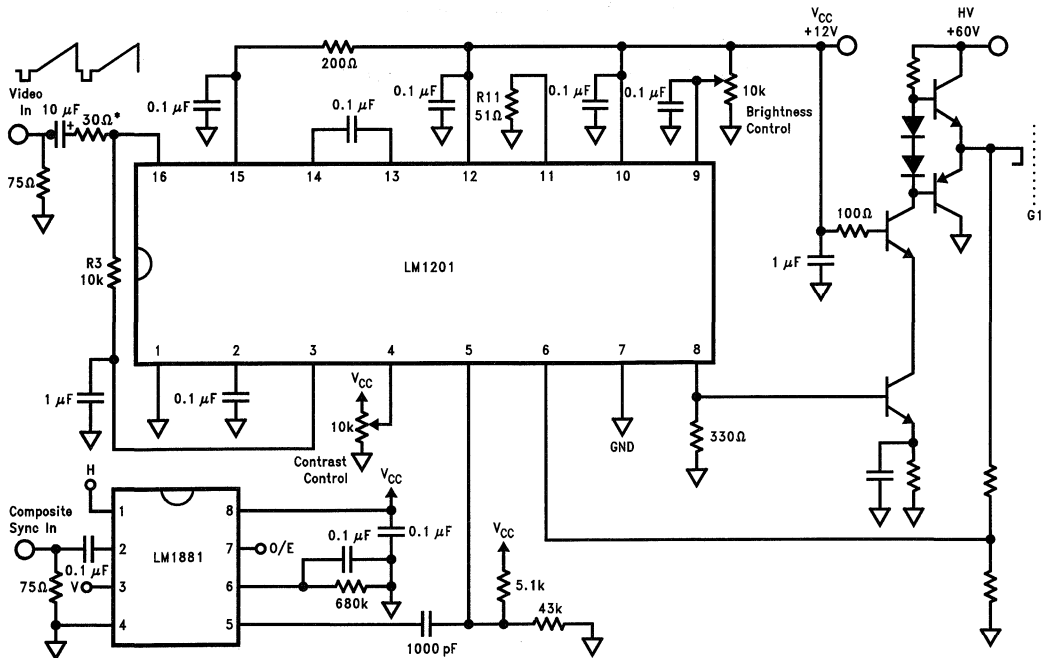 VCC
+12V
HV
+60V
200Ω
Video
In
10 μF
+
30Ω*
0.1 μF
0.1 μF
0.1 μF
R11
51Ω
0.1 μF
0.1 μF
10k
Brightness
Control
75Ω
16
15
14
13
12
11
10
9
G1
100Ω
R3
10k
LM1201
1 μF
1
2
3
4
5
6
7
8
1 μF
0.1 μF
VCC
10k
GND
330Ω
Contrast
Control
H
VCC
Composite
Sync In
1
8
0.1 μF
0.1 μF
VCC
2
LM1881
7
O/E
0.1 μF
75Ω
V
3
6
680k
5.1k
43k
4
5
1000 pF